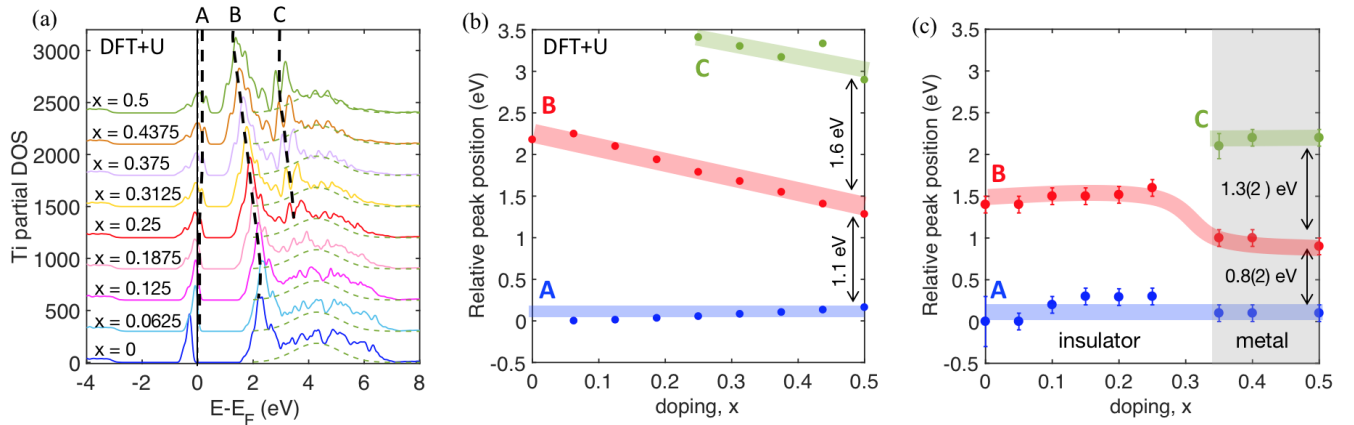 (a)
A B C
Ti partial DOS
3000
2500
2000
1500
1000
500
0
x = 0.5
x = 0.4375
x = 0.375
x = 0.3125
x = 0.25
x = 0.1875
x = 0.125
x = 0.0625
x = 0
-4 -2 0 2 4 6 8
E-EF (eV)
(b)
DFT+U
Relative peak position (eV)
3.5
3
2.5
2
1.5
1
0.5
0
-0.5
C
B
A
1.6 eV
1.1 eV
0 0.1 0.2 0.3 0.4 0.5
doping, x
(c)
Relative peak position (eV)
3.5
3
2.5
2
1.5
1
0.5
0
-0.5
C
B
A
1.3(2 ) eV
0.8(2) eV
insulator metal
0 0.1 0.2 0.3 0.4 0.5
doping, x